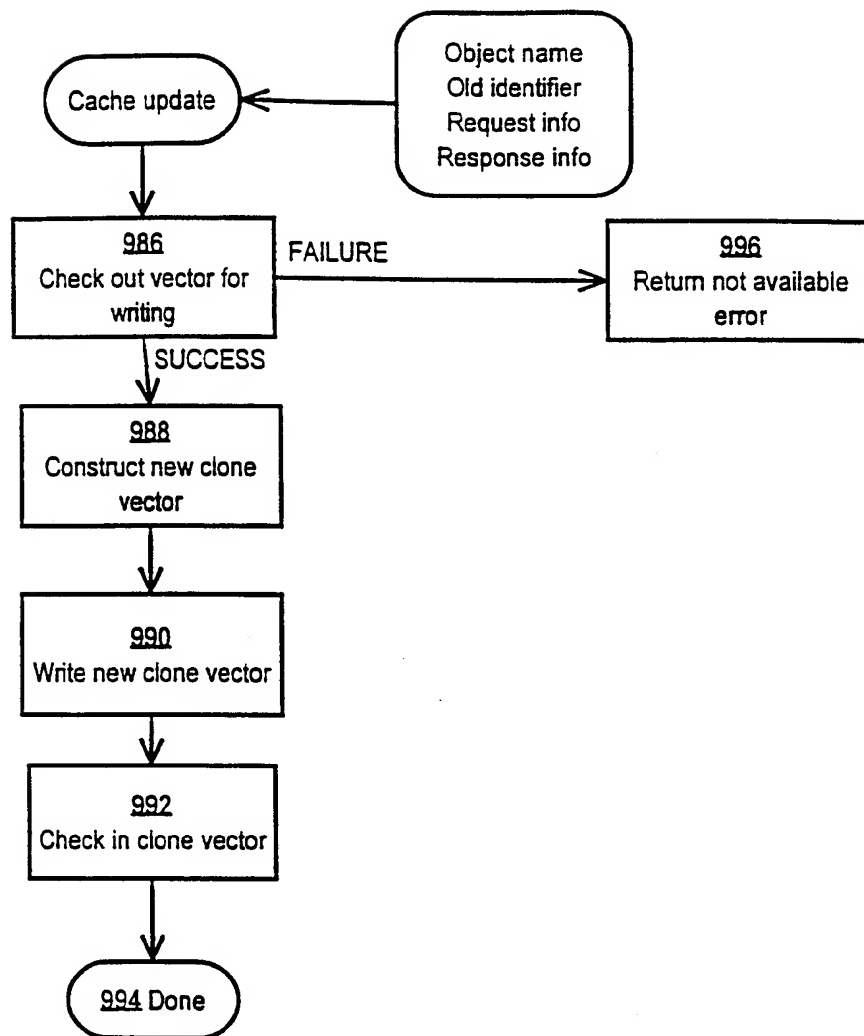 Object name
Old identifier
Request info
Response info
Cache update
986
Check out vector for
writing
FAILURE
996
Return not available
error
SUCCESS
988
Construct new clone
vector
990
Write new clone vector
992
Check in clone vector
994 Done